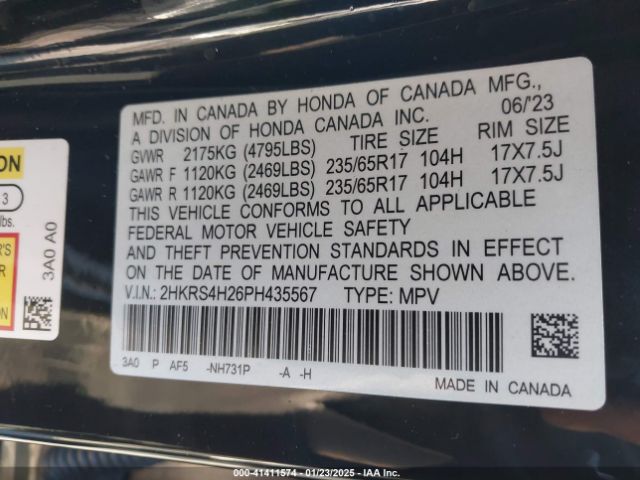 MFD. IN CANADA BY HONDA OF CANADA MFG.,
A DIVISION OF HONDA CANADA INC. 06/'23
GVWR 2175KG (4795LBS) TIRE SIZE RIM SIZE
GAWR F 1120KG (2469LBS) 235/65R17 104H 17X7.5J
GAWR R 1120KG (2469LBS) 235/65R17 104H 17X7.5J
THIS VEHICLE CONFORMS TO ALL APPLICABLE
FEDERAL MOTOR VEHICLE SAFETY
AND THEFT PREVENTION STANDARDS IN EFFECT
ON THE DATE OF MANUFACTURE SHOWN ABOVE.
V.I.N.: 2HKRS4H26PH435567 TYPE: MPV
3A0 P AF5 -NH731P -A -H
MADE IN CANADA
ON
3
lbs.
R'S
R
ON
3A0 A0
00-41411574 - 01/23/2025 - IAA Inc.